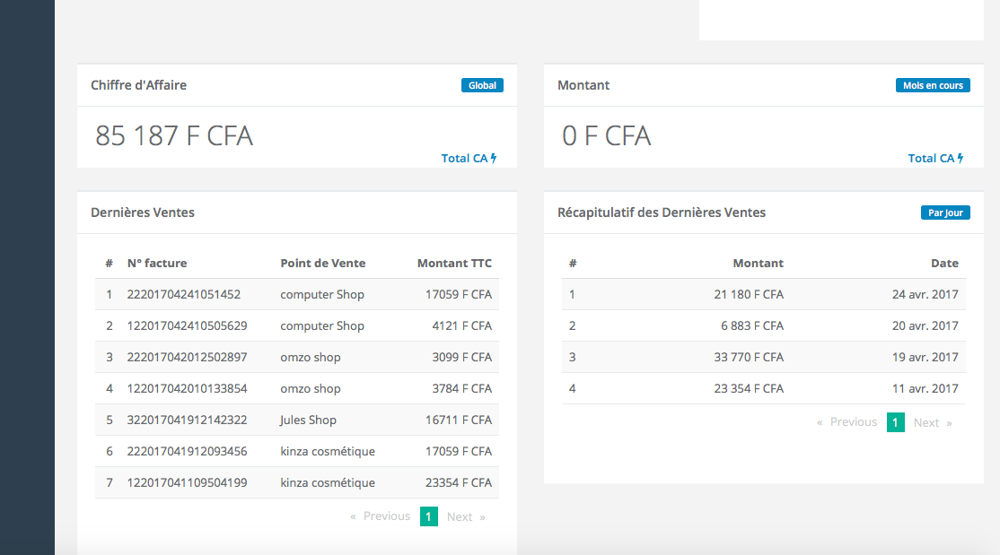 Chiffre d'Affaire Global
85 187 F CFA
Total CA
Montant Mois en cours
0 F CFA
Total CA
Dernières Ventes
# N° facture Point de Vente Montant TTC
1 22201704241051452 computer Shop 17059 F CFA
2 122017042410505629 computer Shop 4121 F CFA
3 222017042012502897 omzo shop 3099 F CFA
4 122017042010133854 omzo shop 3784 F CFA
5 322017041912142322 Jules Shop 16711 F CFA
6 222017041912093456 kinza cosmétique 17059 F CFA
7 122017041109504199 kinza cosmétique 23354 F CFA
« Previous 1 Next »
Récapitulatif des Dernières Ventes Par Jour
# Montant Date
1 21 180 F CFA 24 avr. 2017
2 6 883 F CFA 20 avr. 2017
3 33 770 F CFA 19 avr. 2017
4 23 354 F CFA 11 avr. 2017
« Previous 1 Next »